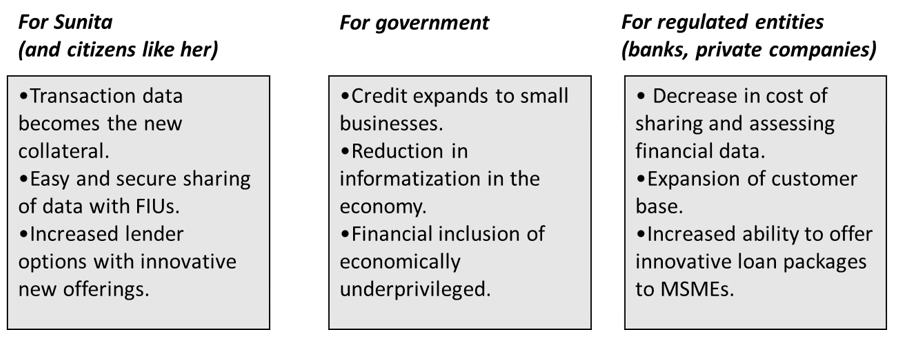 For Sunita
(and citizens like her)
•Transaction data
becomes the new
collateral.
•Easy and secure sharing
of data with FIUs.
•Increased lender
options with innovative
new offerings.
For government
•Credit expands to small
businesses.
•Reduction in
informatization in the
economy.
•Financial inclusion of
economically
underprivileged.
For regulated entities
(banks, private companies)
• Decrease in cost of
sharing and assessing
financial data.
•Expansion of customer
base.
•Increased ability to offer
innovative loan packages
to MSMEs.